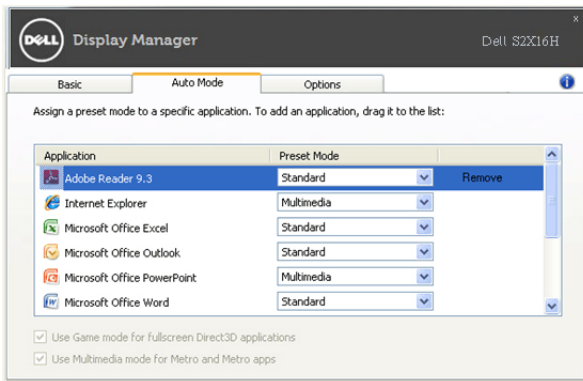 DELL Display Manager Dell S2X16H x
Basic Auto Mode Options
Assign a preset mode to a specific application. To add an application, drag it to the list:
Application Preset Mode
Adobe Reader 9.3 Standard Remove
Internet Explorer Multimedia
Microsoft Office Excel Standard
Microsoft Office Outlook Standard
Microsoft Office PowerPoint Multimedia
Microsoft Office Word Standard
Use Game mode for fullscreen Direct3D applications
Use Multimedia mode for Metro and Metro apps